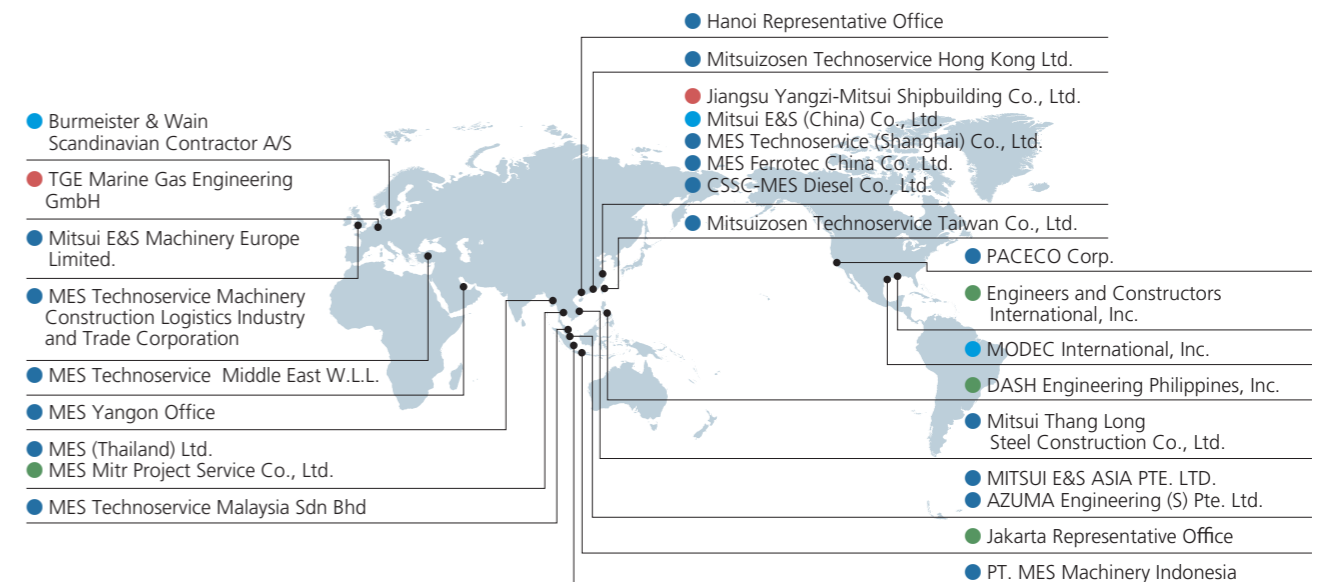 Hanoi Representative Office
Mitsuizosen Technoservice Hong Kong Ltd.
Jiangsu Yangzi-Mitsui Shipbuilding Co., Ltd.
Mitsui E&S (China) Co., Ltd.
MES Technoservice (Shanghai) Co., Ltd.
MES Ferrotec China Co., Ltd.
CSSC-MES Diesel Co., Ltd.
Mitsuizosen Technoservice Taiwan Co., Ltd.
Burmeister & Wain
Scandinavian Contractor A/S
TGE Marine Gas Engineering
GmbH
Mitsui E&S Machinery Europe
Limited.
MES Technoservice Machinery
Construction Logistics Industry
and Trade Corporation
MES Technoservice Middle East W.L.L.
MES Yangon Office
MES (Thailand) Ltd.
MES Mitr Project Service Co., Ltd.
MES Technoservice Malaysia Sdn Bhd
PACECO Corp.
Engineers and Constructors
International, Inc.
MODEC International, Inc.
DASH Engineering Philippines, Inc.
Mitsui Thang Long
Steel Construction Co., Ltd.
MITSUI E&S ASIA PTE. LTD.
AZUMA Engineering (S) Pte. Ltd.
Jakarta Representative Office
PT. MES Machinery Indonesia